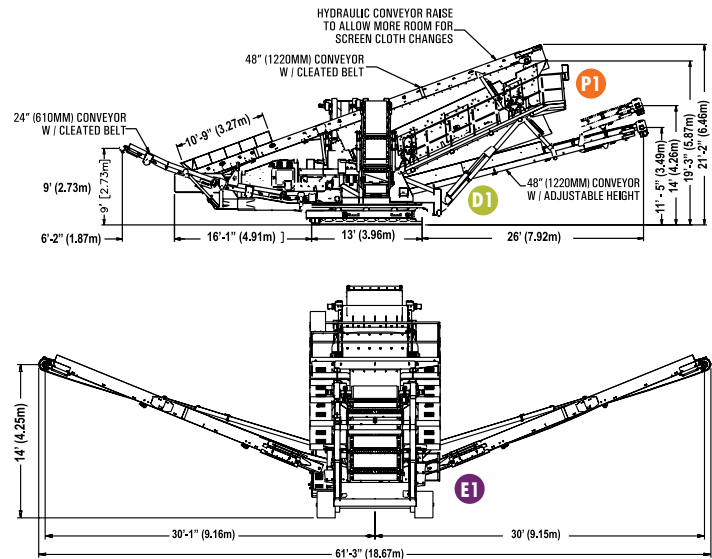 HYDRAULIC CONVEYOR RAISE
TO ALLOW MORE ROOM FOR
SCREEN CLOTH CHANGES
48" (1220MM) CONVEYOR
W / CLEATED BELT
P1
24" (610MM) CONVEYOR
W / CLEATED BELT
10'-9" (3.27m)
9' (2.73m)
9' [2.73m]
D1
48" (1220MM) CONVEYOR
W / ADJUSTABLE HEIGHT
11' - 5" (3.49m)
14' (4.26m)
19'-3" (5.87m)
21'-2" (6.46m)
6'-2" (1.87m)
16'-1" (4.91m) ]
13' (3.96m)
26' (7.92m)
14' (4.25m)
E1
30'-1" (9.16m)
30' (9.15m)
61'-3" (18.67m)